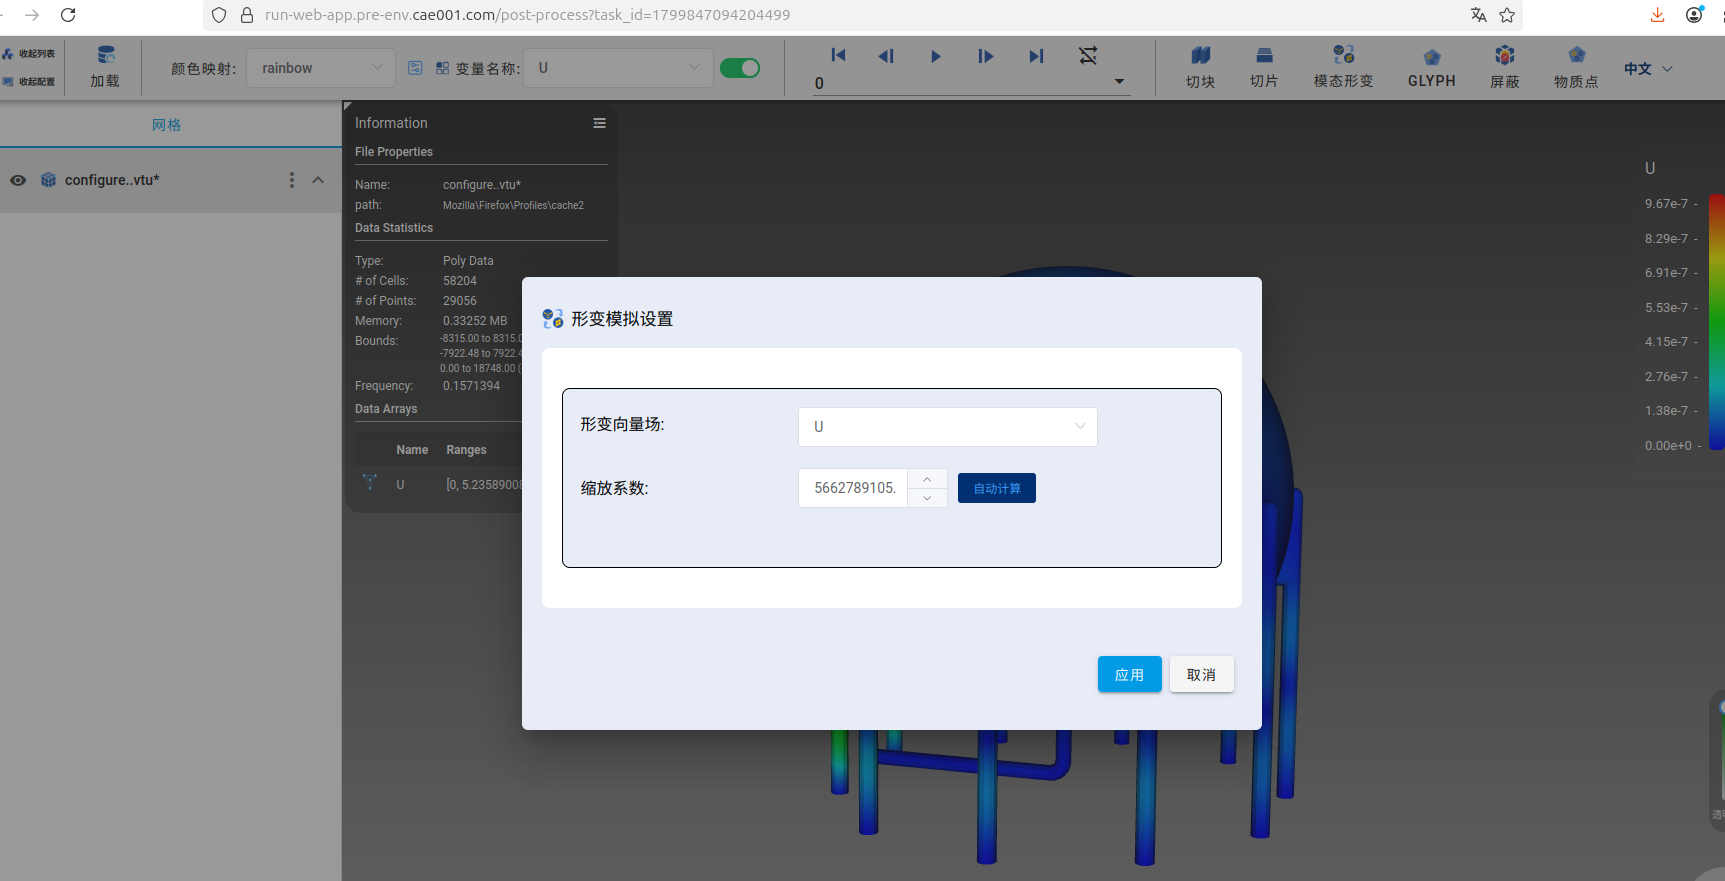 run-web-app.pre-env.cae001.com/post-process?task_id=1799847094204499
收起列表
收起配置
加载
颜色映射:
rainbow
变量名称:
U
0
切块
切片
模态形变
GLYPH
屏蔽
物质点
中文
网格
configure..vtu*
Information
File Properties
Name: configure..vtu*
path: Mozilla\Firefox\Profiles\cache2
Data Statistics
Type: Poly Data
# of Cells: 58204
# of Points: 29056
Memory: 0.33252 MB
Bounds: -8315.00 to 8315.0
-7922.48 to 7922.4
0.00 to 18748.00 (
Frequency: 0.1571394
Data Arrays
Name Ranges
U [0, 5.23589008
形变模拟设置
形变向量场: U
缩放系数: 5662789105. 自动计算
应用 取消
U
9.67e-7 -
8.29e-7 -
6.91e-7 -
5.53e-7 -
4.15e-7 -
2.76e-7 -
1.38e-7 -
0.00e+0 -